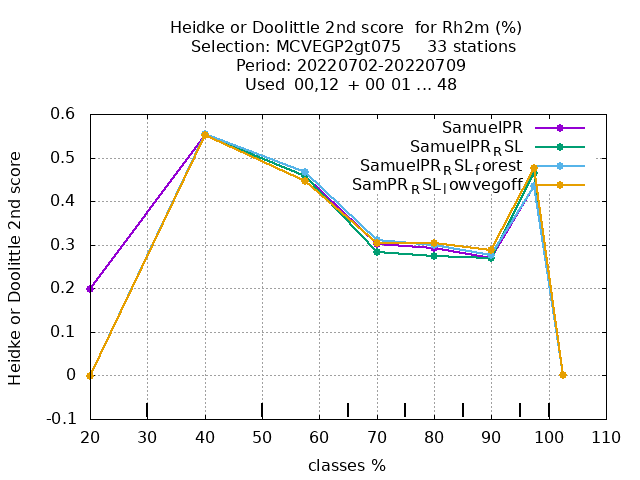 Heidke or Doolittle 2nd score  for Rh2m (%)
Selection: MCVEGP2gt075     33 stations
Period: 20220702-20220709
Used  00,12  + 00 01 ... 48
Heidke or Doolittle 2nd score
0.6
0.5
0.4
0.3
0.2
0.1
0
-0.1
SamuelPR
SamuelPR_RSL
SamuelPR_RSL_forest
SamPR_RSL_lowvegoff
20 30 40 50 60 70 80 90 100 110
classes %